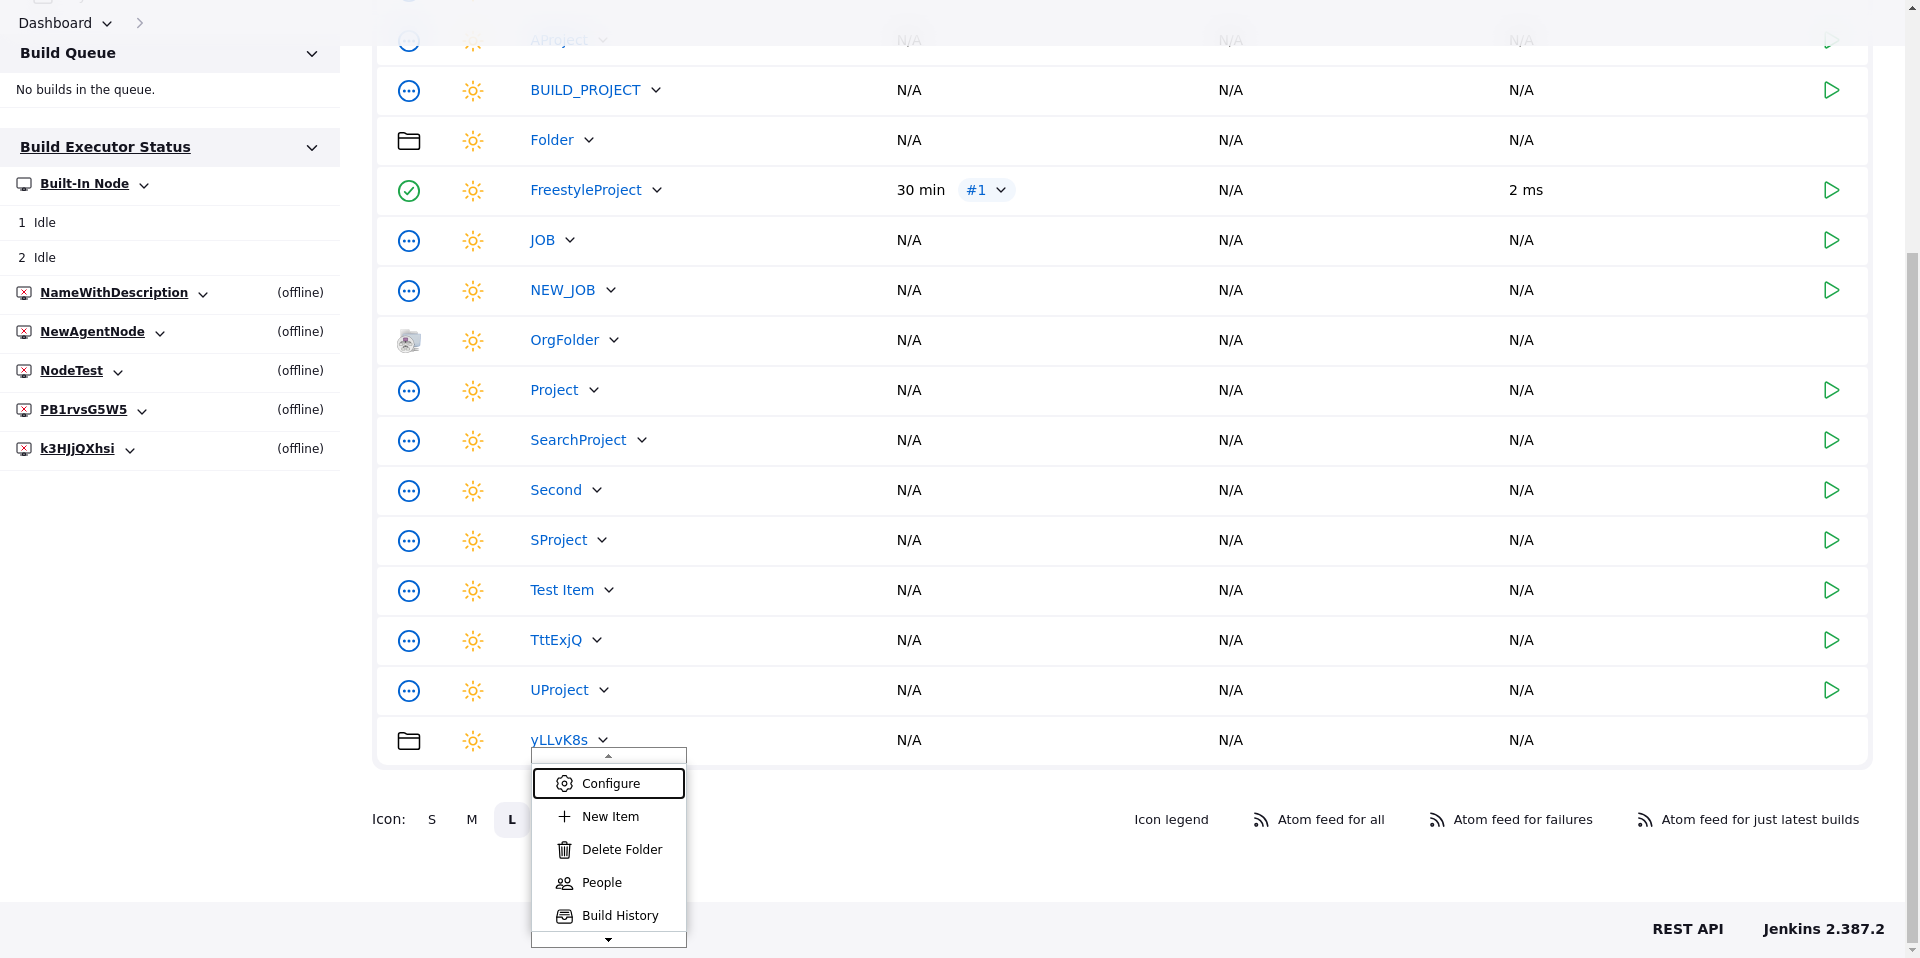 Dashboard
Build Queue
No builds in the queue.
Build Executor Status
Built-In Node
1 Idle
2 Idle
NameWithDescription (offline)
NewAgentNode (offline)
NodeTest (offline)
PB1rvsG5W5 (offline)
k3HJjQXhsi (offline)
AProject N/A N/A N/A
BUILD_PROJECT N/A N/A N/A
Folder N/A N/A N/A
FreestyleProject 30 min #1 N/A 2 ms
JOB N/A N/A N/A
NEW_JOB N/A N/A N/A
OrgFolder N/A N/A N/A
Project N/A N/A N/A
SearchProject N/A N/A N/A
Second N/A N/A N/A
SProject N/A N/A N/A
Test Item N/A N/A N/A
TttExjQ N/A N/A N/A
UProject N/A N/A N/A
yLLvK8s N/A N/A N/A
Configure
New Item
Delete Folder
People
Build History
Icon: S M L
Icon legend Atom feed for all Atom feed for failures Atom feed for just latest builds
REST API Jenkins 2.387.2